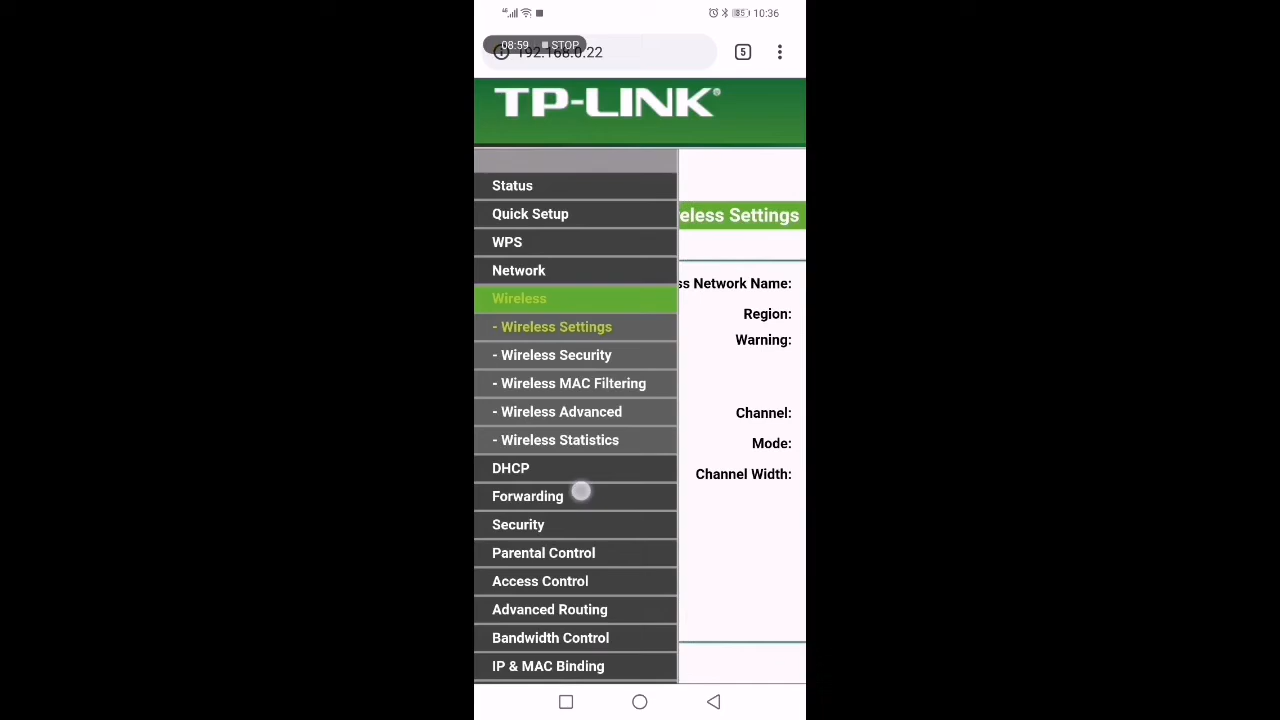 4G
85
10:36
08:59 STOP
192.168.0.22
5
TP-LINK®
Status
Quick Setup
WPS
Network
Wireless
- Wireless Settings
- Wireless Security
- Wireless MAC Filtering
- Wireless Advanced
- Wireless Statistics
DHCP
Forwarding
Security
Parental Control
Access Control
Advanced Routing
Bandwidth Control
IP & MAC Binding
eless Settings
ss Network Name:
Region:
Warning:
Channel:
Mode:
Channel Width: